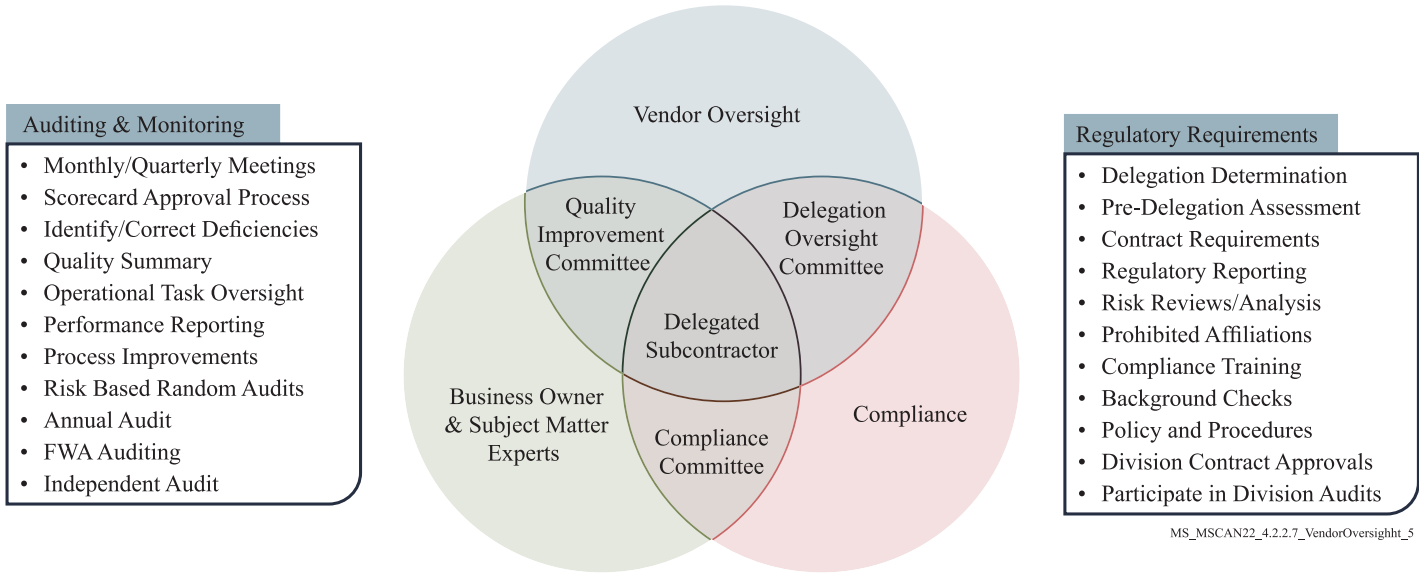 Auditing & Monitoring
• Monthly/Quarterly Meetings
• Scorecard Approval Process
• Identify/Correct Deficiencies
• Quality Summary
• Operational Task Oversight
• Performance Reporting
• Process Improvements
• Risk Based Random Audits
• Annual Audit
• FWA Auditing
• Independent Audit
Vendor Oversight
Quality
Improvement
Committee
Delegation
Oversight
Committee
Delegated
Subcontractor
Business Owner
& Subject Matter
Experts
Compliance
Committee
Compliance
Regulatory Requirements
• Delegation Determination
• Pre-Delegation Assessment
• Contract Requirements
• Regulatory Reporting
• Risk Reviews/Analysis
• Prohibited Affiliations
• Compliance Training
• Background Checks
• Policy and Procedures
• Division Contract Approvals
• Participate in Division Audits
MS_MSCAN22_4.2.2.7_VendorOversighht_5